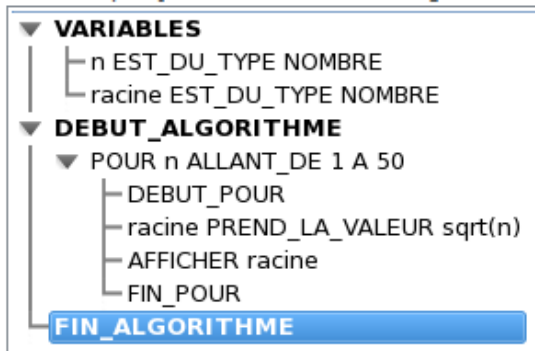 VARIABLES
n EST_DU_TYPE NOMBRE
racine EST_DU_TYPE NOMBRE
DEBUT_ALGORITHME
POUR n ALLANT_DE 1 A 50
DEBUT_POUR
racine PREND_LA_VALEUR sqrt(n)
AFFICHER racine
FIN_POUR
FIN_ALGORITHME